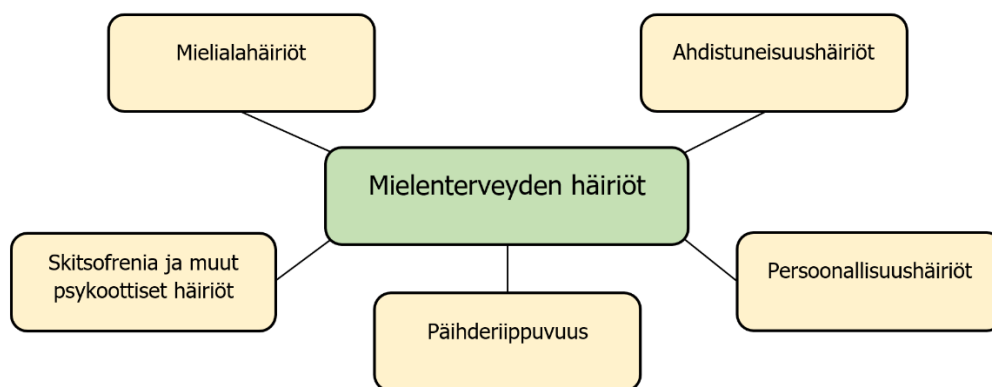 Mielialahäiriöt
Ahdistuneisuushäiriöt
Mielenterveyden häiriöt
Skitsofrenia ja muut
psykoottiset häiriöt
Persoonallisuushäiriöt
Päihderiippuvuus